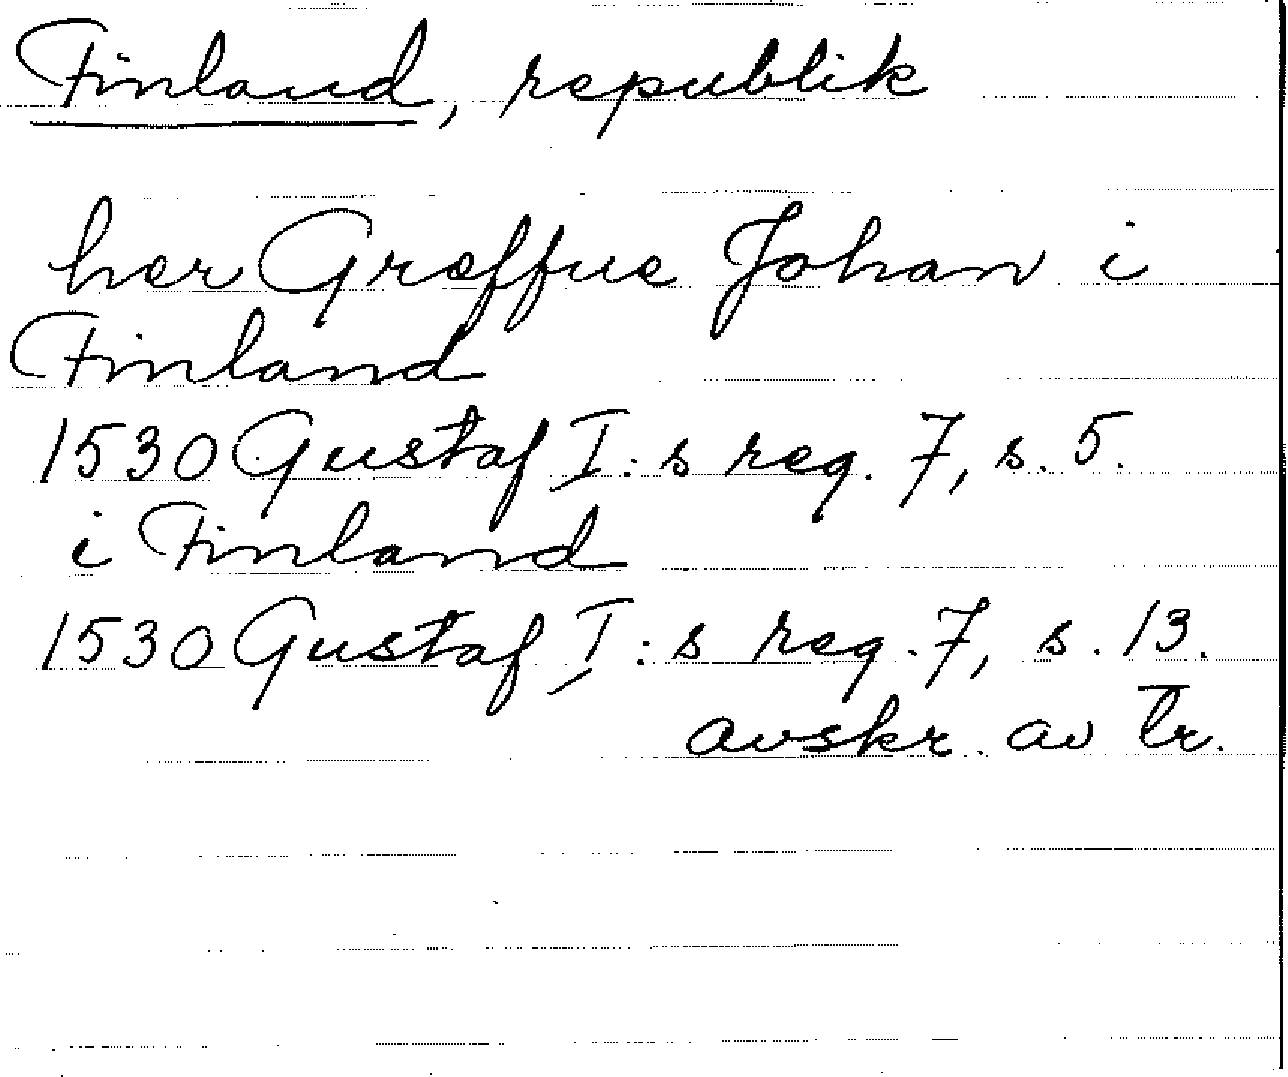 Finland, republik
her Greffue Johan i
Finland
1530 Gustaf I:s reg. 7, s. 5.
i Finland
1530 Gustaf I:s reg. 7, s. 13.
avskr. av tr.